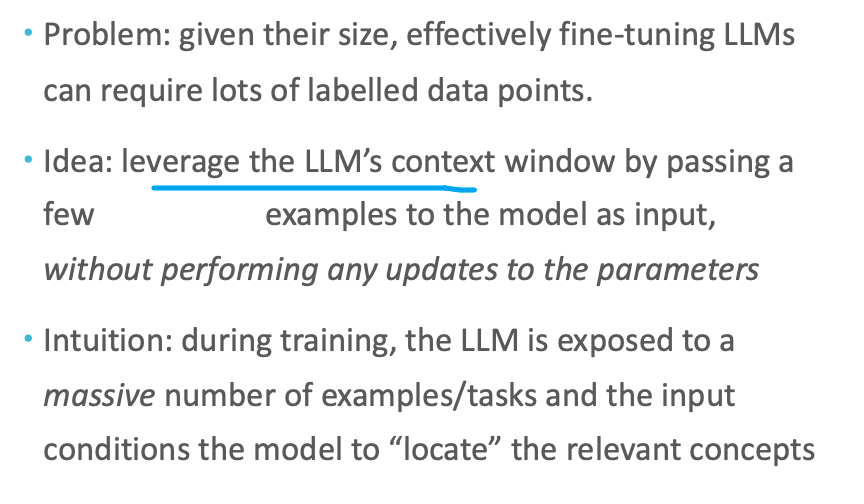 • Problem: given their size, effectively fine-tuning LLMs
can require lots of labelled data points.
• Idea: leverage the LLM’s context window by passing a
few examples to the model as input,
without performing any updates to the parameters
• Intuition: during training, the LLM is exposed to a
massive number of examples/tasks and the input
conditions the model to “locate” the relevant concepts